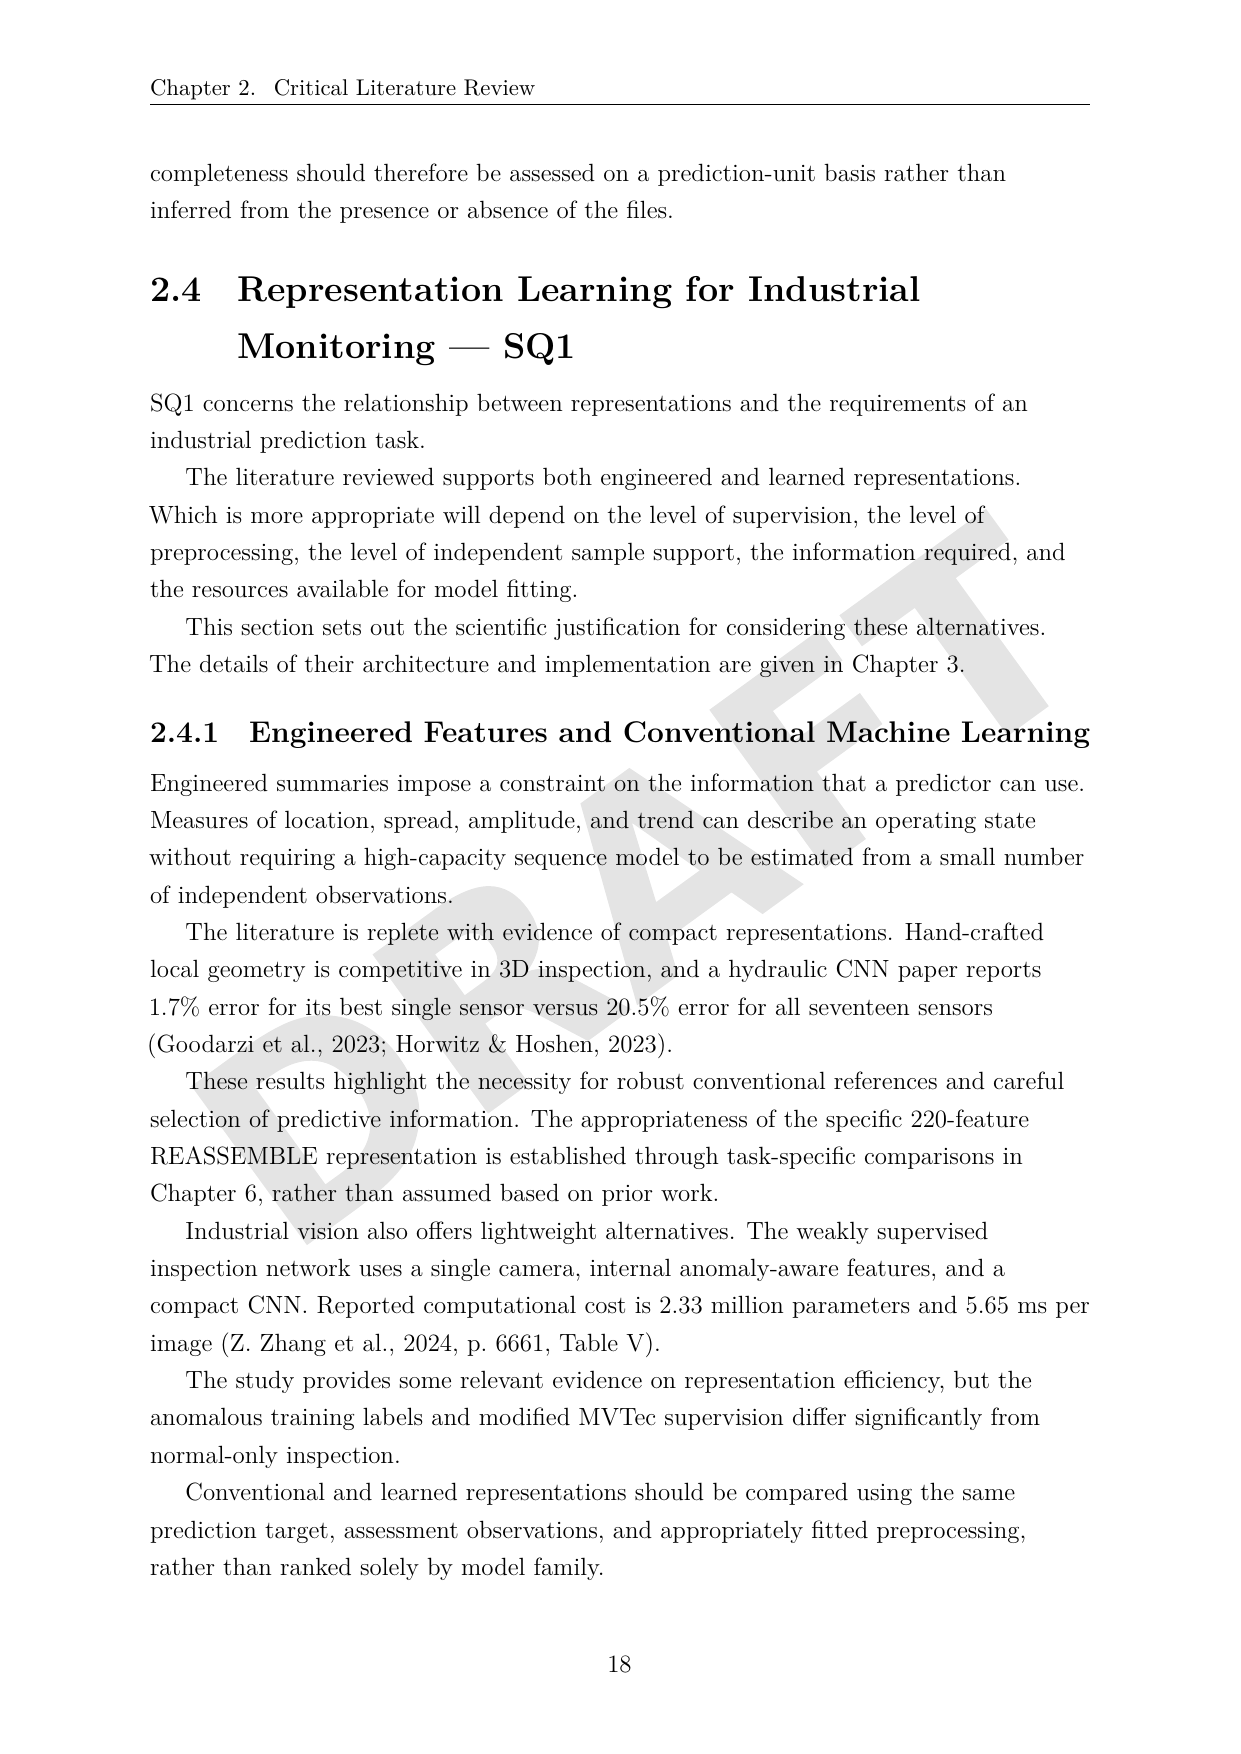 Chapter 2. Critical Literature Review
completeness should therefore be assessed on a prediction-unit basis rather than
inferred from the presence or absence of the files.
2.4 Representation Learning for Industrial
Monitoring — SQ1
SQ1 concerns the relationship between representations and the requirements of an
industrial prediction task.
The literature reviewed supports both engineered and learned representations.
Which is more appropriate will depend on the level of supervision, the level of
preprocessing, the level of independent sample support, the information required, and
the resources available for model fitting.
This section sets out the scientific justification for considering these alternatives.
The details of their architecture and implementation are given in Chapter 3.
2.4.1 Engineered Features and Conventional Machine Learning
Engineered summaries impose a constraint on the information that a predictor can use.
Measures of location, spread, amplitude, and trend can describe an operating state
without requiring a high-capacity sequence model to be estimated from a small number
of independent observations.
The literature is replete with evidence of compact representations. Hand-crafted
local geometry is competitive in 3D inspection, and a hydraulic CNN paper reports
1.7% error for its best single sensor versus 20.5% error for all seventeen sensors
(Goodarzi et al., 2023; Horwitz & Hoshen, 2023).
These results highlight the necessity for robust conventional references and careful
selection of predictive information. The appropriateness of the specific 220-feature
REASSEMBLE representation is established through task-specific comparisons in
Chapter 6, rather than assumed based on prior work.
Industrial vision also offers lightweight alternatives. The weakly supervised
inspection network uses a single camera, internal anomaly-aware features, and a
compact CNN. Reported computational cost is 2.33 million parameters and 5.65 ms per
image (Z. Zhang et al., 2024, p. 6661, Table V).
The study provides some relevant evidence on representation efficiency, but the
anomalous training labels and modified MVTec supervision differ significantly from
normal-only inspection.
Conventional and learned representations should be compared using the same
prediction target, assessment observations, and appropriately fitted preprocessing,
rather than ranked solely by model family.
18
DRAFT